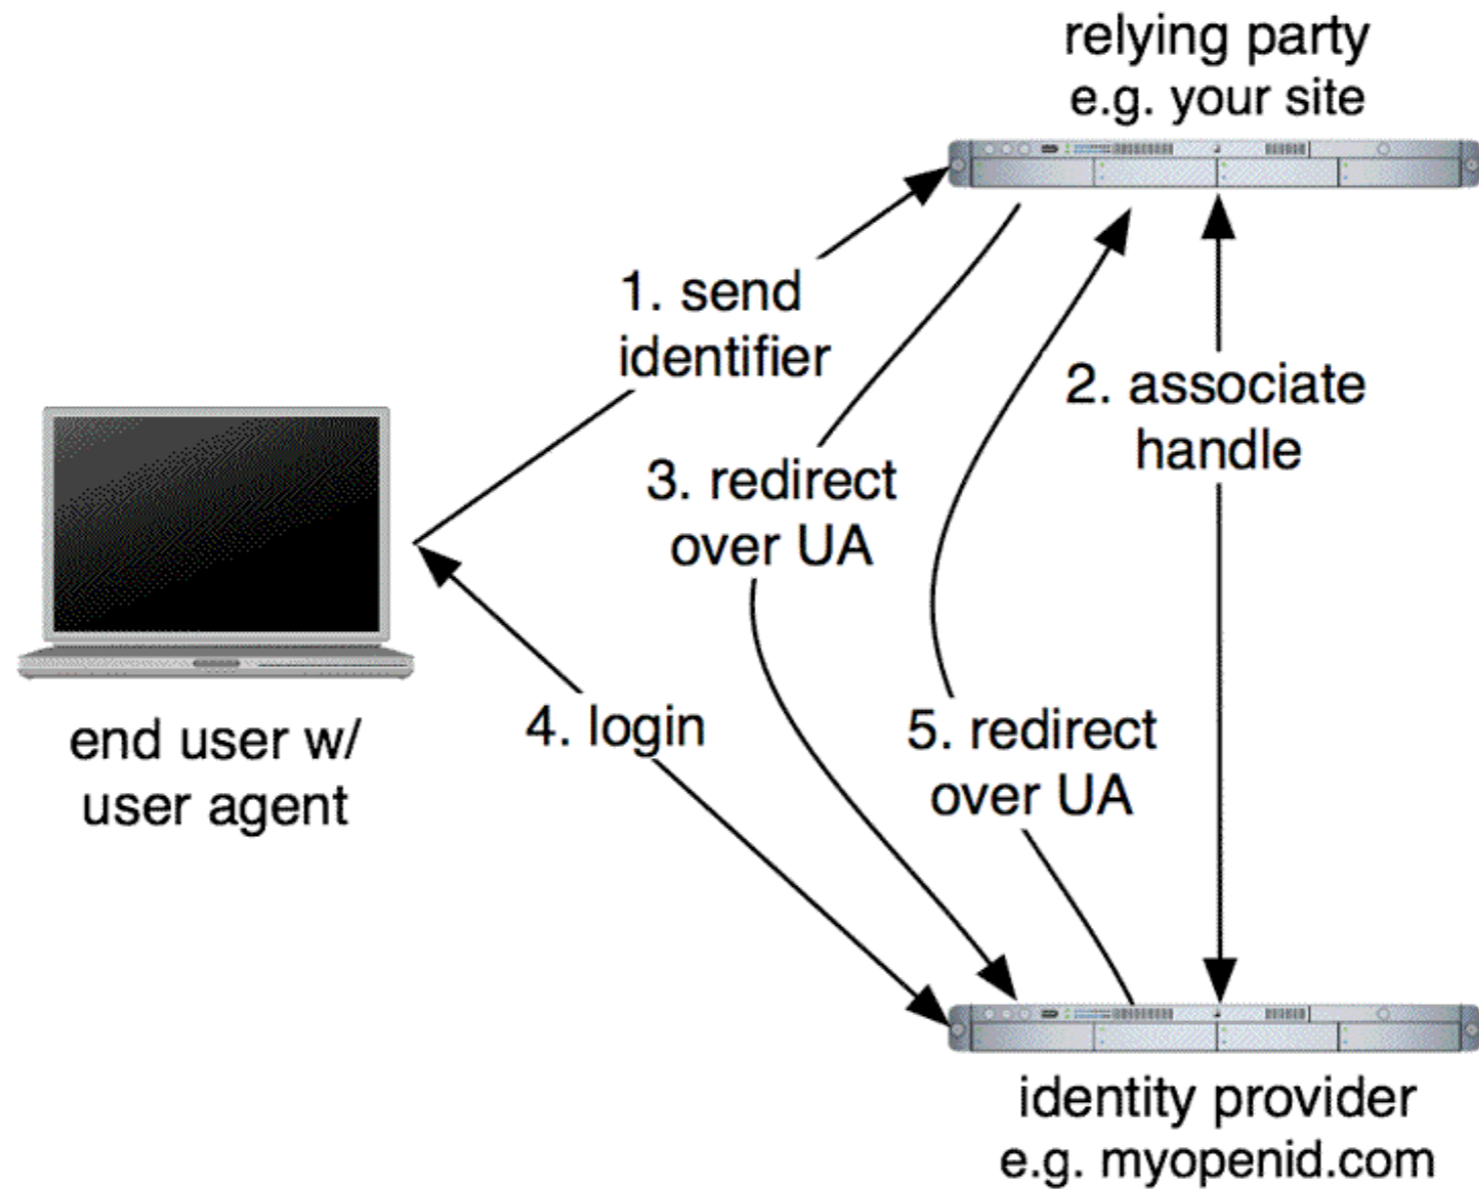 relying party
e.g. your site
1. send
identifier
2. associate
handle
3. redirect
over UA
4. login
5. redirect
over UA
end user w/
user agent
identity provider
e.g. myopenid.com